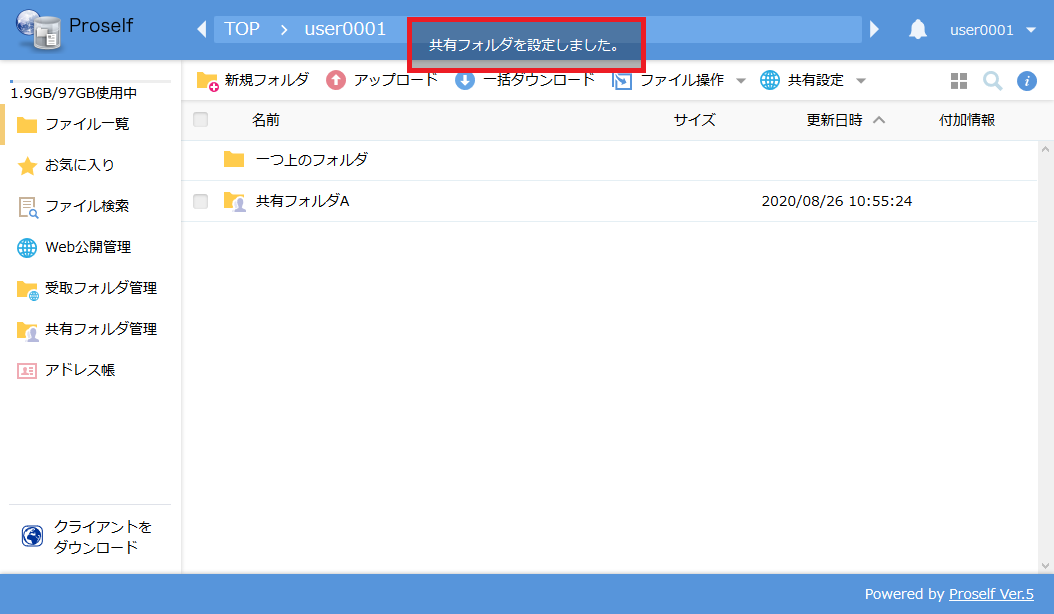 Proself
TOP > user0001
共有フォルダを設定しました。
user0001
1.9GB/97GB使用中
新規フォルダ アップロード 一括ダウンロード ファイル操作 共有設定
ファイル一覧
お気に入り
ファイル検索
Web公開管理
受取フォルダ管理
共有フォルダ管理
アドレス帳
クライアントを
ダウンロード
名前 サイズ 更新日時 付加情報
一つ上のフォルダ
共有フォルダA 2020/08/26 10:55:24
Powered by Proself Ver.5